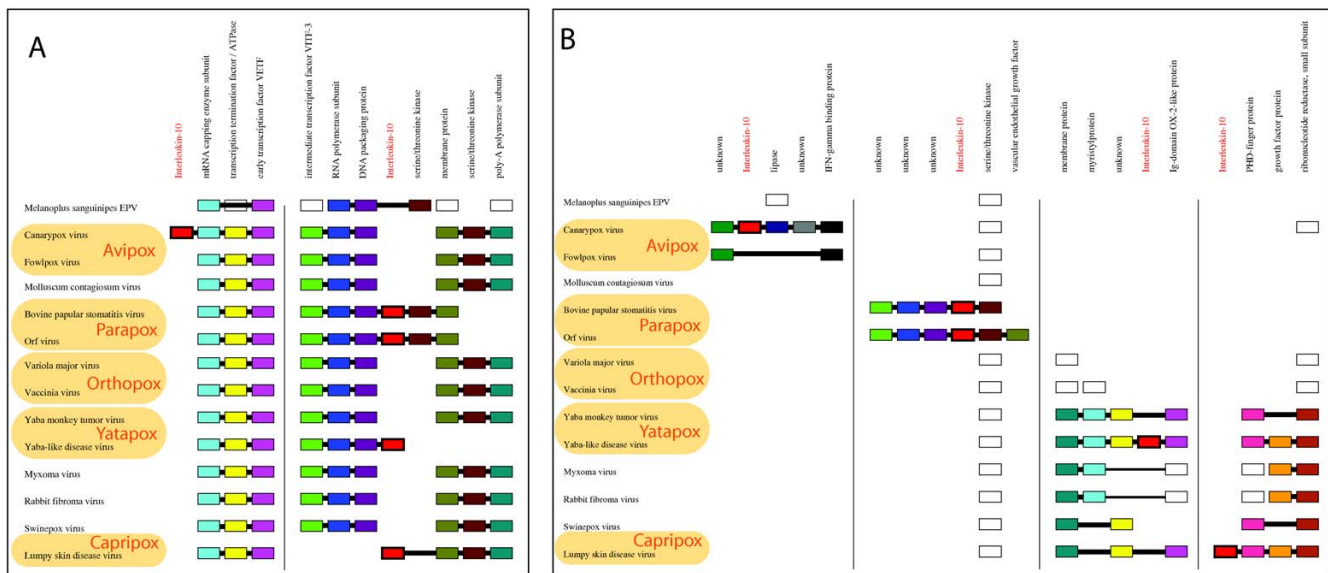 A
Interleukin-10
mRNA capping enzyme subunit
transcription termination factor / ATPase
early transcription factor VETF
intermediate transcription factor VITF-3
RNA polymerase subunit
DNA packaging protein
Interleukin-10
serine/threonine kinase
membrane protein
serine/threonine kinase
poly-A polymerase subunit
Melanoplus sanguinipes EPV
Canarypox virus
Avipox
Fowlpox virus
Molluscum contagiosum virus
Bovine papular stomatitis virus
Parapox
Orf virus
Variola major virus
Orthopox
Vaccinia virus
Yaba monkey tumor virus
Yatapox
Yaba-like disease virus
Myxoma virus
Rabbit fibroma virus
Swinepox virus
Capripox
Lumpy skin disease virus
B
unknown
Interleukin-10
lipase
unknown
IFN-gamma binding protein
unknown
unknown
unknown
Interleukin-10
serine/threonine kinase
vascular endothelial growth factor
membrane protein
myristylprotein
unknown
Interleukin-10
Ig-domain OX-2-like protein
Interleukin-10
PHD-finger protein
growth factor protein
ribonucleotide reductase, small subunit
Melanoplus sanguinipes EPV
Canarypox virus
Avipox
Fowlpox virus
Molluscum contagiosum virus
Bovine papular stomatitis virus
Parapox
Orf virus
Variola major virus
Orthopox
Vaccinia virus
Yaba monkey tumor virus
Yatapox
Yaba-like disease virus
Myxoma virus
Rabbit fibroma virus
Swinepox virus
Capripox
Lumpy skin disease virus